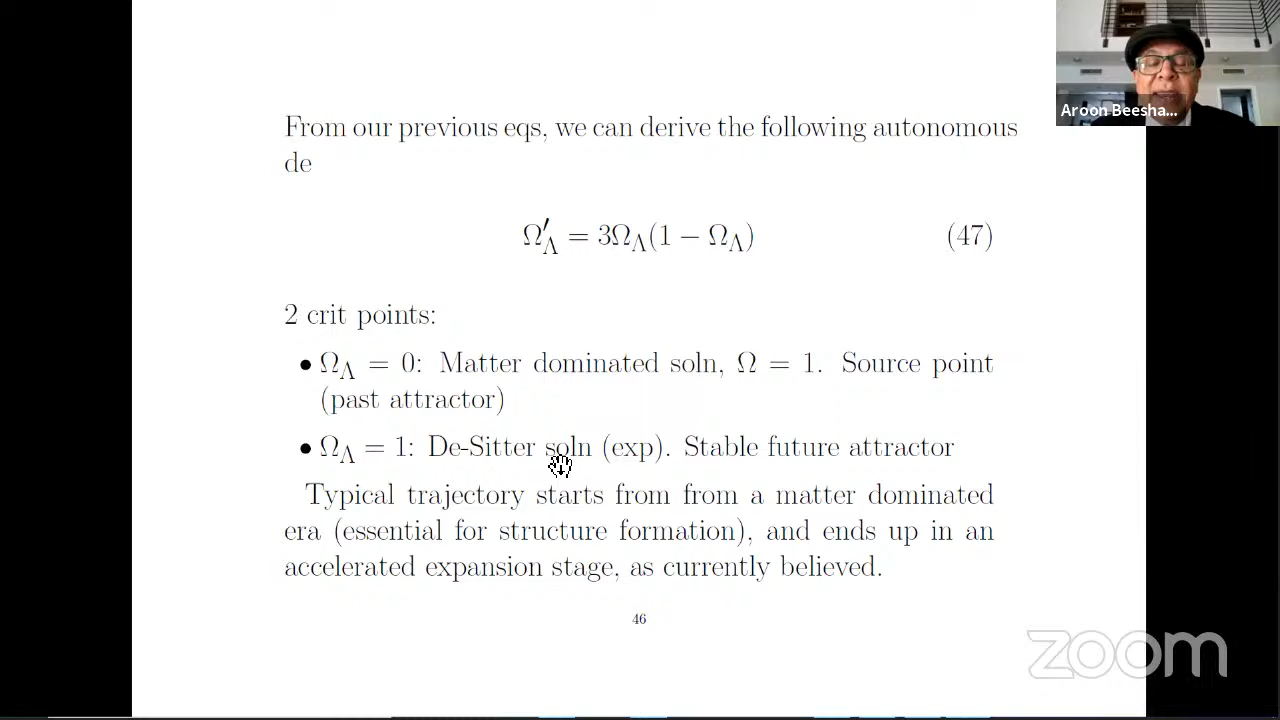 Aroon Beesha...
From our previous eqs, we can derive the following autonomous
de
Ω′_Λ = 3Ω_Λ(1 − Ω_Λ) (47)
2 crit points:
• Ω_Λ = 0: Matter dominated soln, Ω = 1. Source point
(past attractor)
• Ω_Λ = 1: De-Sitter soln (exp). Stable future attractor
Typical trajectory starts from from a matter dominated
era (essential for structure formation), and ends up in an
accelerated expansion stage, as currently believed.
46
zoom